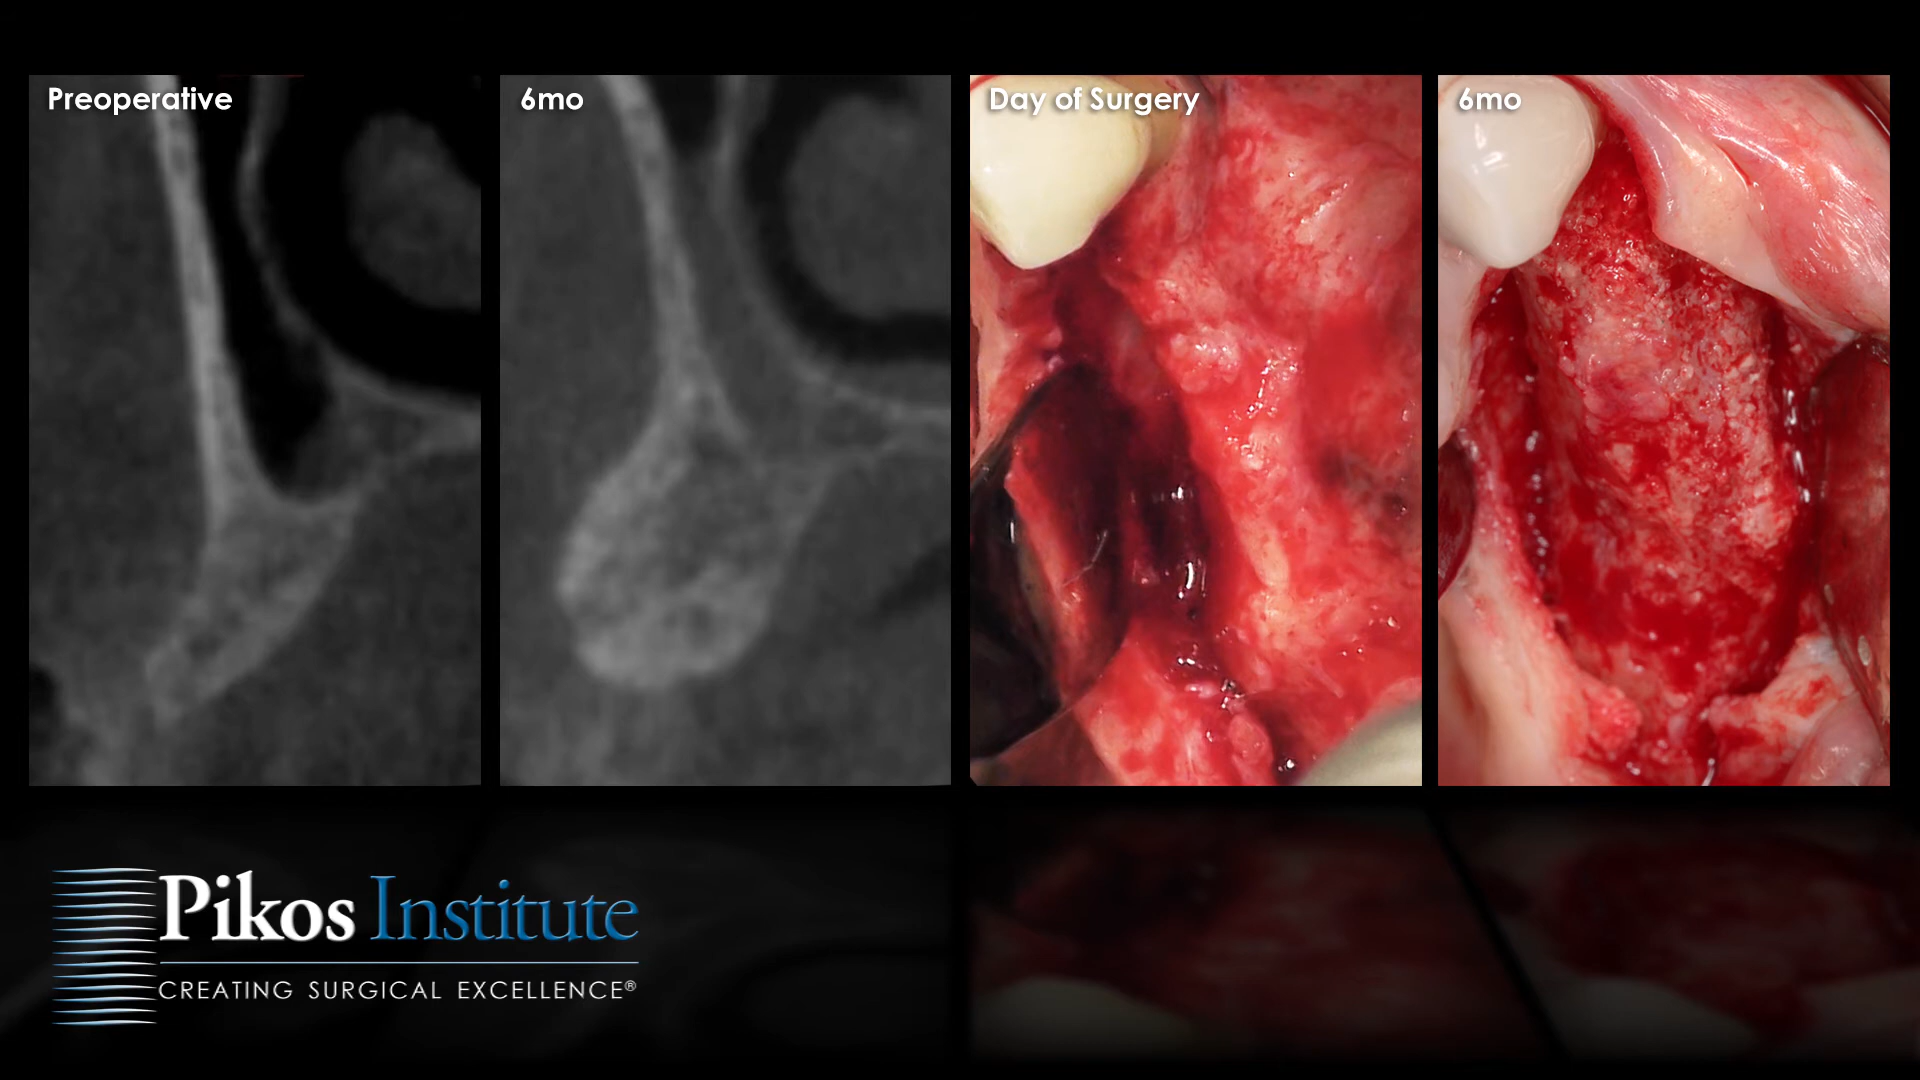 Preoperative
6mo
Day of Surgery
6mo
Pikos Institute
CREATING SURGICAL EXCELLENCE®